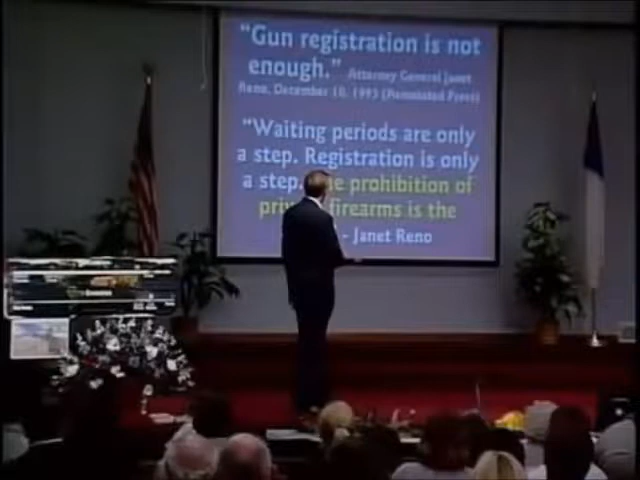 "Gun registration is not
enough." Attorney General Janet
Reno, December 10, 1993 (Associated Press)
"Waiting periods are only
a step. Registration is only
a step. e prohibition of
pri firearms is the
- Janet Reno